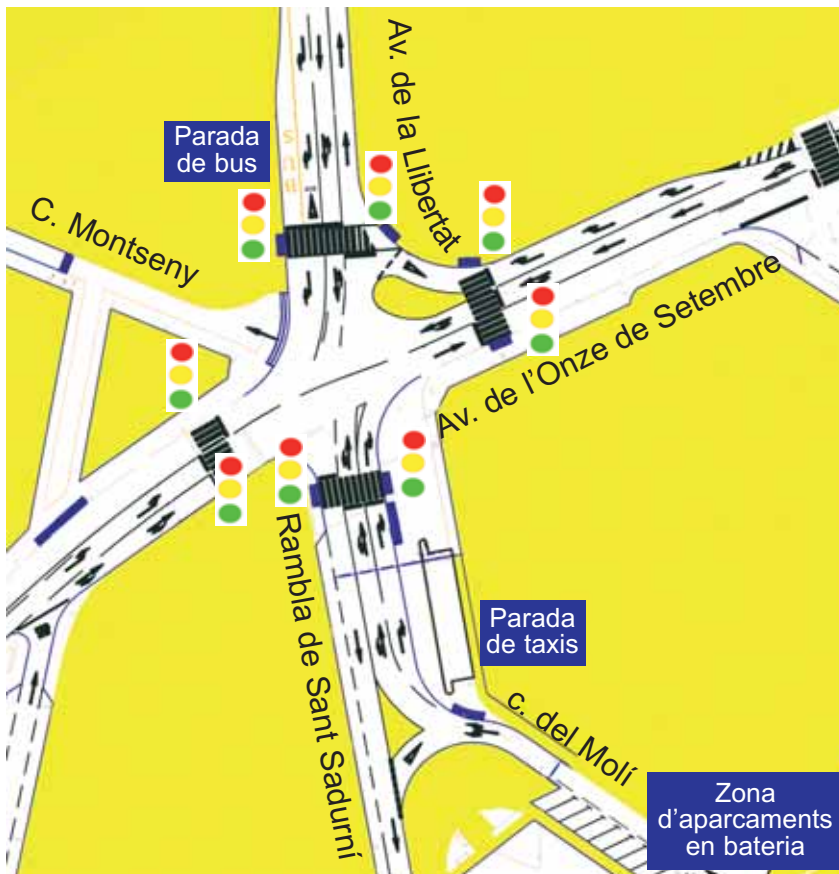 Av. de la Llibertat
Parada
de bus
BUS
C. Montseny
Av. de l'Onze de Setembre
Rambla de Sant Sadurní
Parada
de taxis
c. del Molí
Zona
d'aparcaments
en bateria